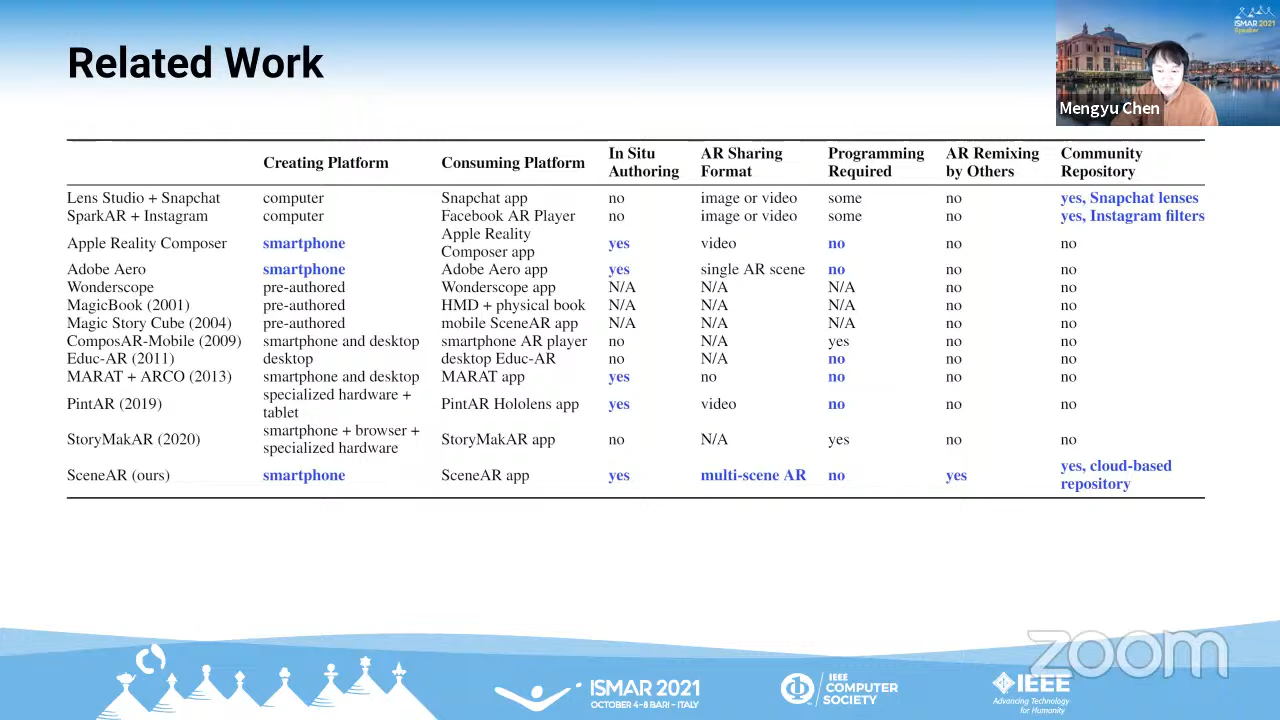 Related Work
ISMAR 2021
Speaker
Mengyu Chen
Creating Platform Consuming Platform In Situ Authoring AR Sharing Format Programming Required AR Remixing by Others Community Repository
Lens Studio + Snapchat computer Snapchat app no image or video some no yes, Snapchat lenses
SparkAR + Instagram computer Facebook AR Player no image or video some no yes, Instagram filters
Apple Reality Composer smartphone Apple Reality Composer app yes video no no no
Adobe Aero smartphone Adobe Aero app yes single AR scene no no no
Wonderscope pre-authored Wonderscope app N/A N/A N/A no no
MagicBook (2001) pre-authored HMD + physical book N/A N/A N/A no no
Magic Story Cube (2004) pre-authored mobile SceneAR app N/A N/A N/A no no
ComposAR-Mobile (2009) smartphone and desktop smartphone AR player no N/A yes no no
Educ-AR (2011) desktop desktop Educ-AR no N/A no no no
MARAT + ARCO (2013) smartphone and desktop MARAT app yes no no no no
PintAR (2019) specialized hardware + tablet PintAR Hololens app yes video no no no
StoryMakAR (2020) smartphone + browser + specialized hardware StoryMakAR app no N/A yes no no
SceneAR (ours) smartphone SceneAR app yes multi-scene AR no yes yes, cloud-based repository
zoom
ISMAR 2021
OCTOBER 4-8 BARI - ITALY
IEEE
COMPUTER
SOCIETY
IEEE
Advancing Technology
for Humanity